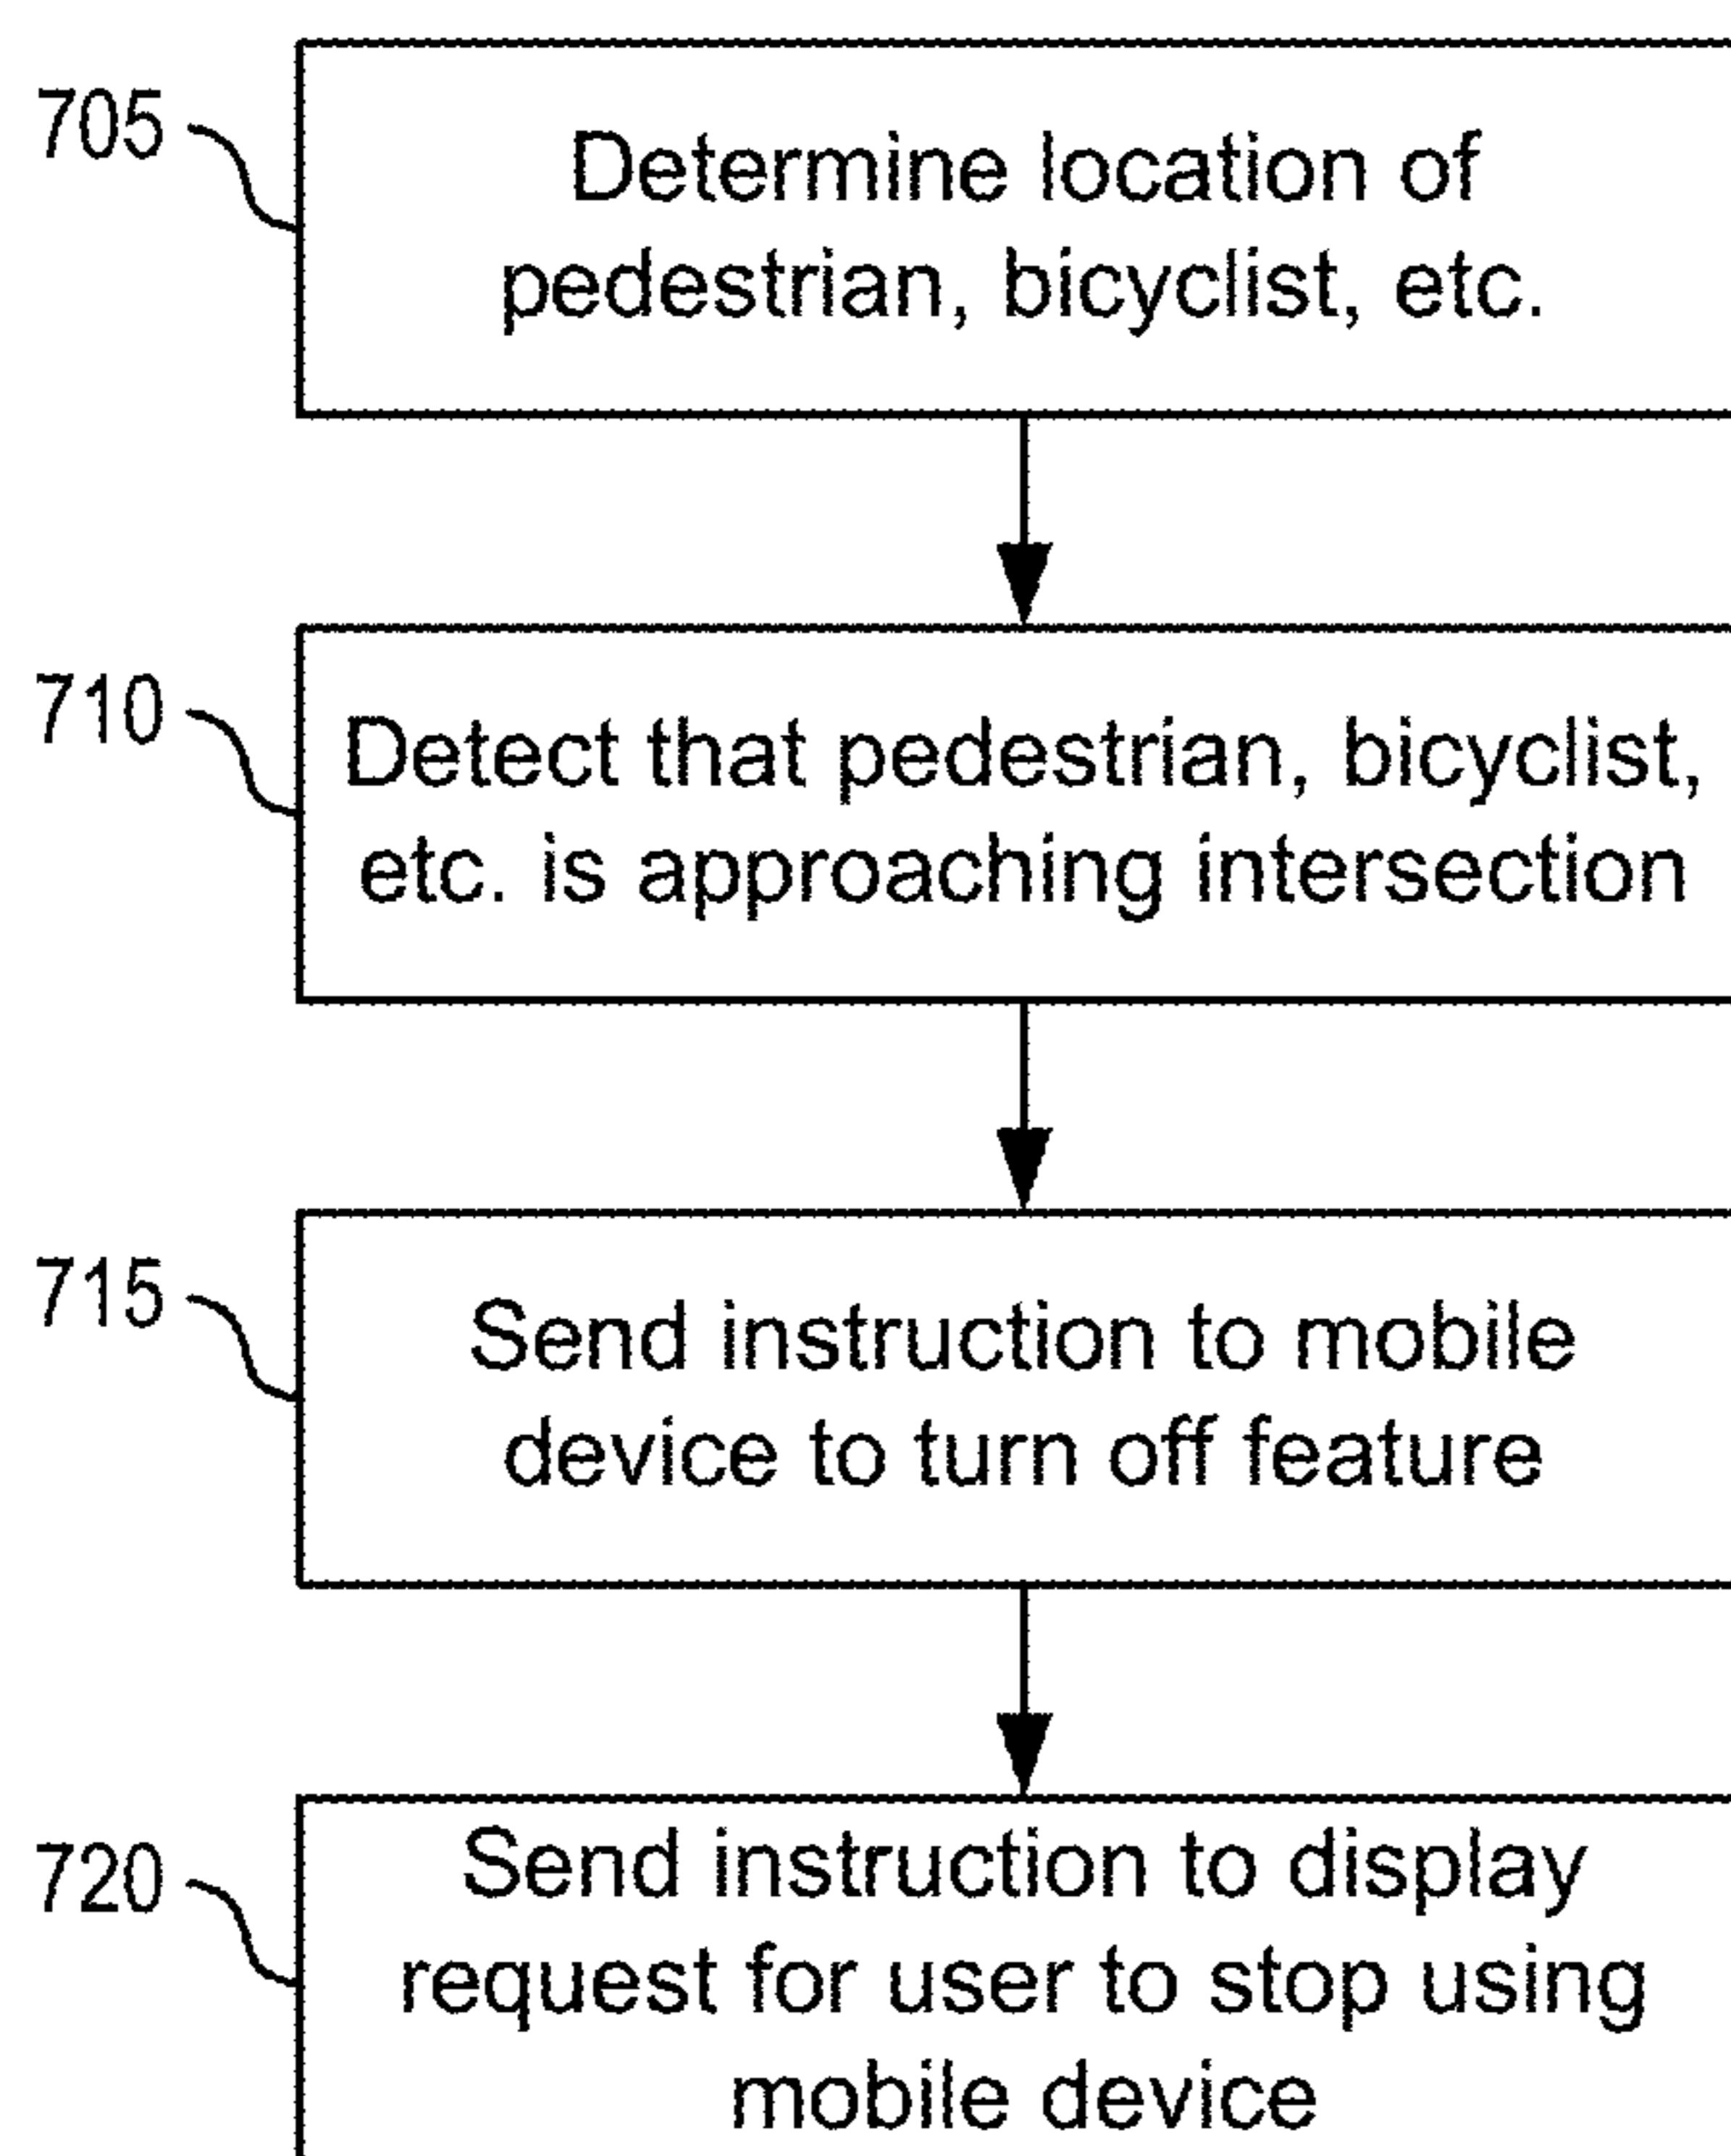 705
Determine location of
pedestrian, bicyclist, etc.
710
Detect that pedestrian, bicyclist,
etc. is approaching intersection
715
Send instruction to mobile
device to turn off feature
720
Send instruction to display
request for user to stop using
mobile device